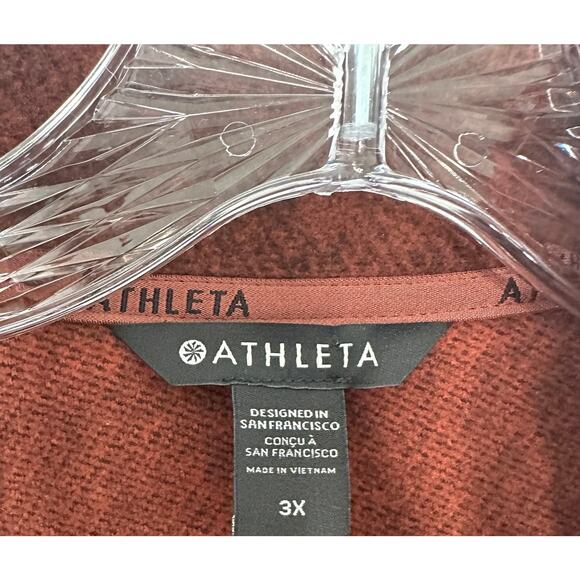 ATHLETA
ATHLETA
DESIGNED IN
SAN FRANCISCO
CONÇU À
SAN FRANCISCO
MADE IN VIETNAM
3X